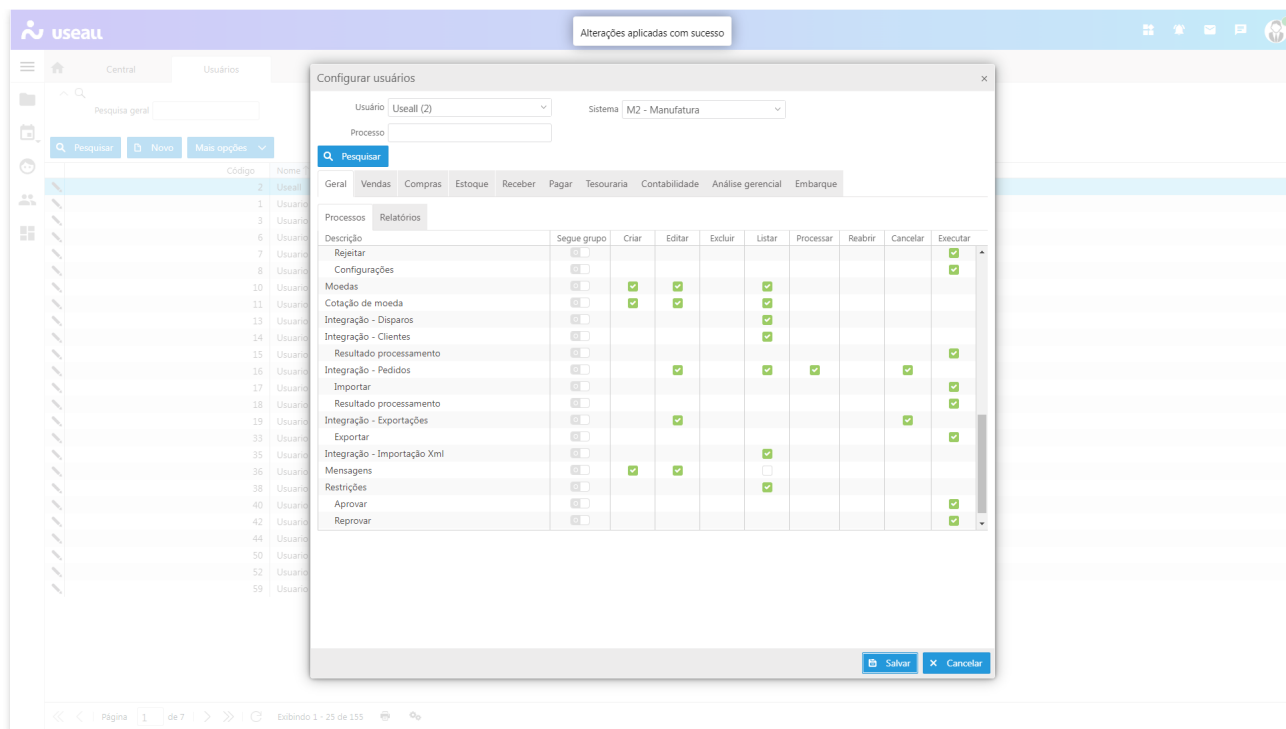 useall
Alterações aplicadas com sucesso
Central
Usuários
Pesquisa geral
Pesquisar
Novo
Mais opções
Código
Nome
2 Useall
1 Usuario
3 Usuario
6 Usuario
7 Usuario
8 Usuario
10 Usuario
11 Usuario
13 Usuario
14 Usuario
15 Usuario
16 Usuario
17 Usuario
18 Usuario
19 Usuario
33 Usuario
35 Usuario
36 Usuario
38 Usuario
40 Usuario
42 Usuario
44 Usuario
50 Usuario
52 Usuario
59 Usuario
Configurar usuários
Usuário Useall (2)
Sistema M2 - Manufatura
Processo
Pesquisar
Geral Vendas Compras Estoque Receber Pagar Tesouraria Contabilidade Análise gerencial Embarque
Processos Relatórios
Descrição Segue grupo Criar Editar Excluir Listar Processar Reabrir Cancelar Executar
Rejeitar
Configurações
Moedas
Cotação de moeda
Integração - Disparos
Integração - Clientes
Resultado processamento
Integração - Pedidos
Importar
Resultado processamento
Integração - Exportações
Exportar
Integração - Importação Xml
Mensagens
Restrições
Aprovar
Reprovar
Salvar
Cancelar
Página 1 de 7
Exibindo 1 - 25 de 155